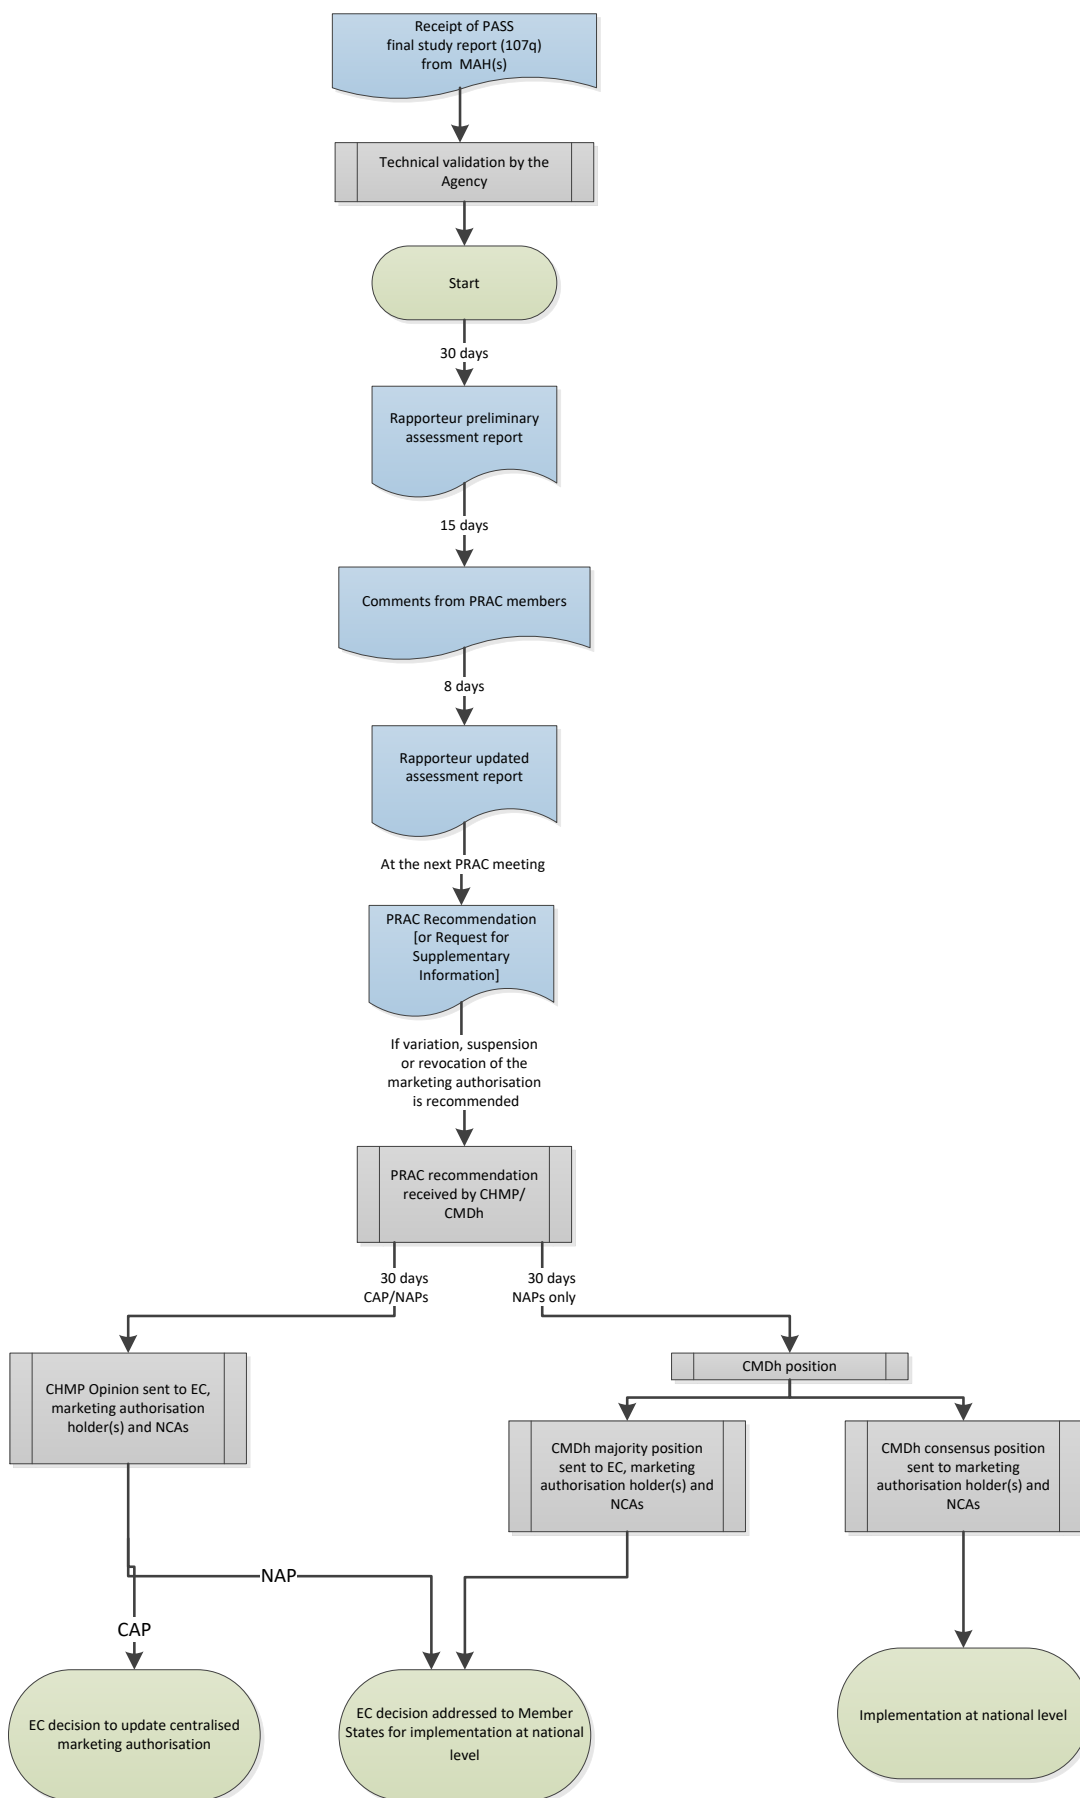 Receipt of PASS
final study report (107q)
from MAH(s)
Technical validation by the
Agency
Start
30 days
Rapporteur preliminary
assessment report
15 days
Comments from PRAC members
8 days
Rapporteur updated
assessment report
At the next PRAC meeting
PRAC Recommendation
[or Request for
Supplementary
Information]
If variation, suspension
or revocation of the
marketing authorisation
is recommended
PRAC recommendation
received by CHMP/
CMDh
30 days
CAP/NAPs
30 days
NAPs only
CHMP Opinion sent to EC,
marketing authorisation
holder(s) and NCAs
CMDh position
CMDh majority position
sent to EC, marketing
authorisation holder(s) and
NCAs
CMDh consensus position
sent to marketing
authorisation holder(s) and
NCAs
NAP
CAP
EC decision to update centralised
marketing authorisation
EC decision addressed to Member
States for implementation at national
level
Implementation at national level